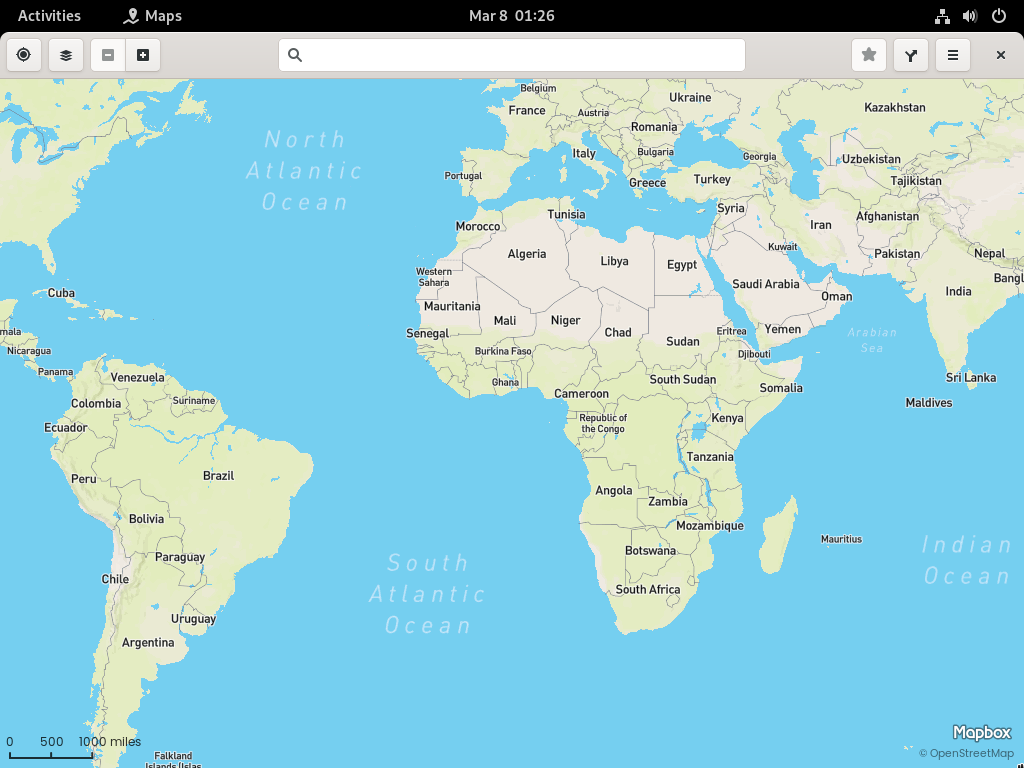 Activities
Maps
Mar 8 01:26
Belgium
Ukraine
Kazakhstan
France
Austria
Romania
North
Atlantic
Ocean
Italy
Bulgaria
Georgia
Uzbekistan
Portugal
Greece
Turkey
Tajikistan
Tunisia
Syria
Afghanistan
Morocco
Iran
Algeria
Libya
Egypt
Kuwait
Pakistan
Nepal
Western
Sahara
Saudi Arabia
Bangl
Cuba
India
Oman
Mauritania
Mali
Niger
Chad
Eritrea
Yemen
Arabian
Sea
mala
Senegal
Sudan
Nicaragua
Burkina Faso
Djibouti
Panama
Venezuela
Ghana
South Sudan
Somalia
Sri Lanka
Colombia
Suriname
Cameroon
Maldives
Ecuador
Republic of
the Congo
Kenya
Tanzania
Peru
Brazil
Angola
Zambia
Bolivia
Mozambique
Mauritius
Indian
Ocean
Paraguay
South
Atlantic
Ocean
Botswana
Chile
South Africa
Uruguay
Argentina
Mapbox
0 500 1000 miles
Falkland
Islands (Islas
© OpenStreetMap